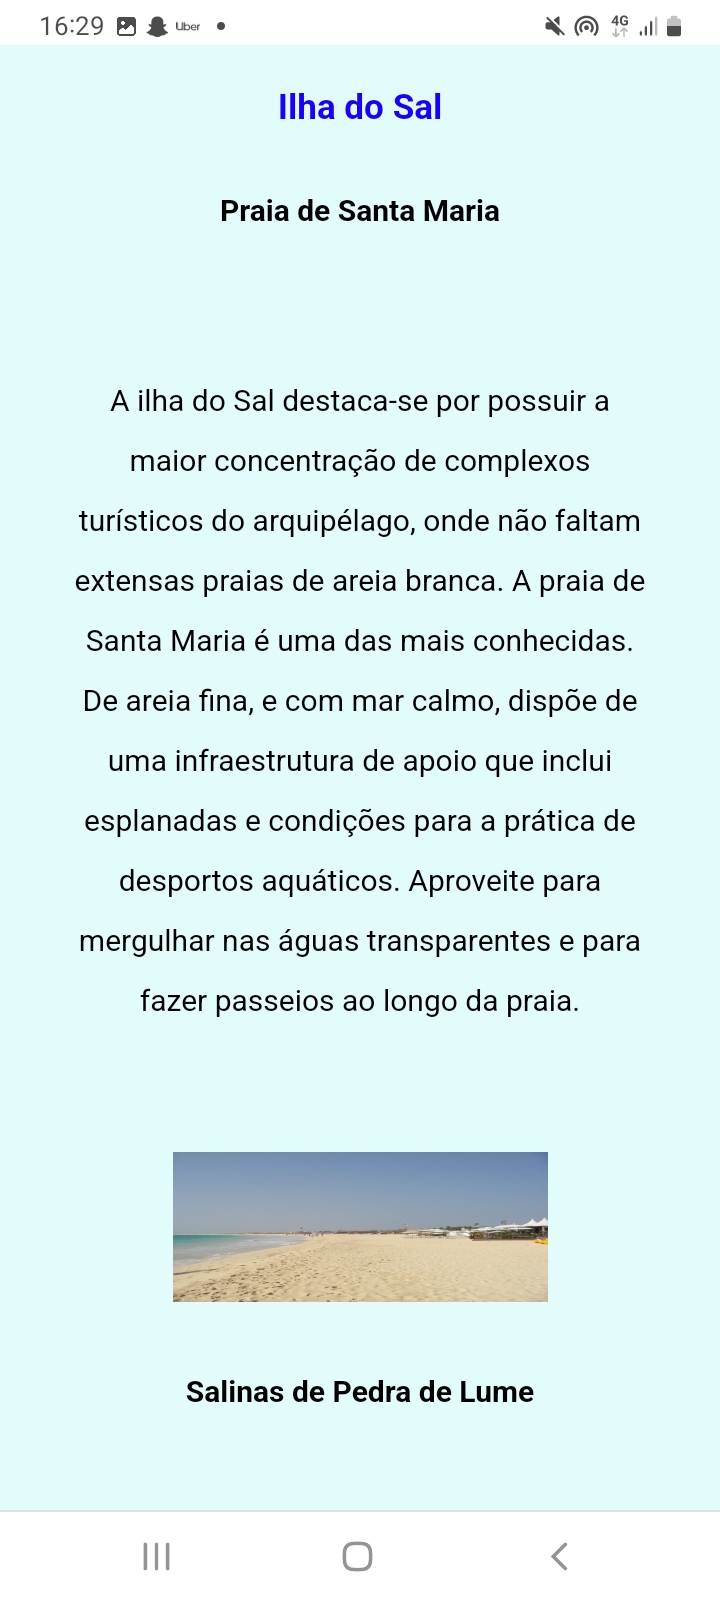 16:29 Uber 4G
Ilha do Sal
Praia de Santa Maria
A ilha do Sal destaca-se por possuir a
maior concentração de complexos
turísticos do arquipélago, onde não faltam
extensas praias de areia branca. A praia de
Santa Maria é uma das mais conhecidas.
De areia fina, e com mar calmo, dispõe de
uma infraestrutura de apoio que inclui
esplanadas e condições para a prática de
desportos aquáticos. Aproveite para
mergulhar nas águas transparentes e para
fazer passeios ao longo da praia.
Salinas de Pedra de Lume